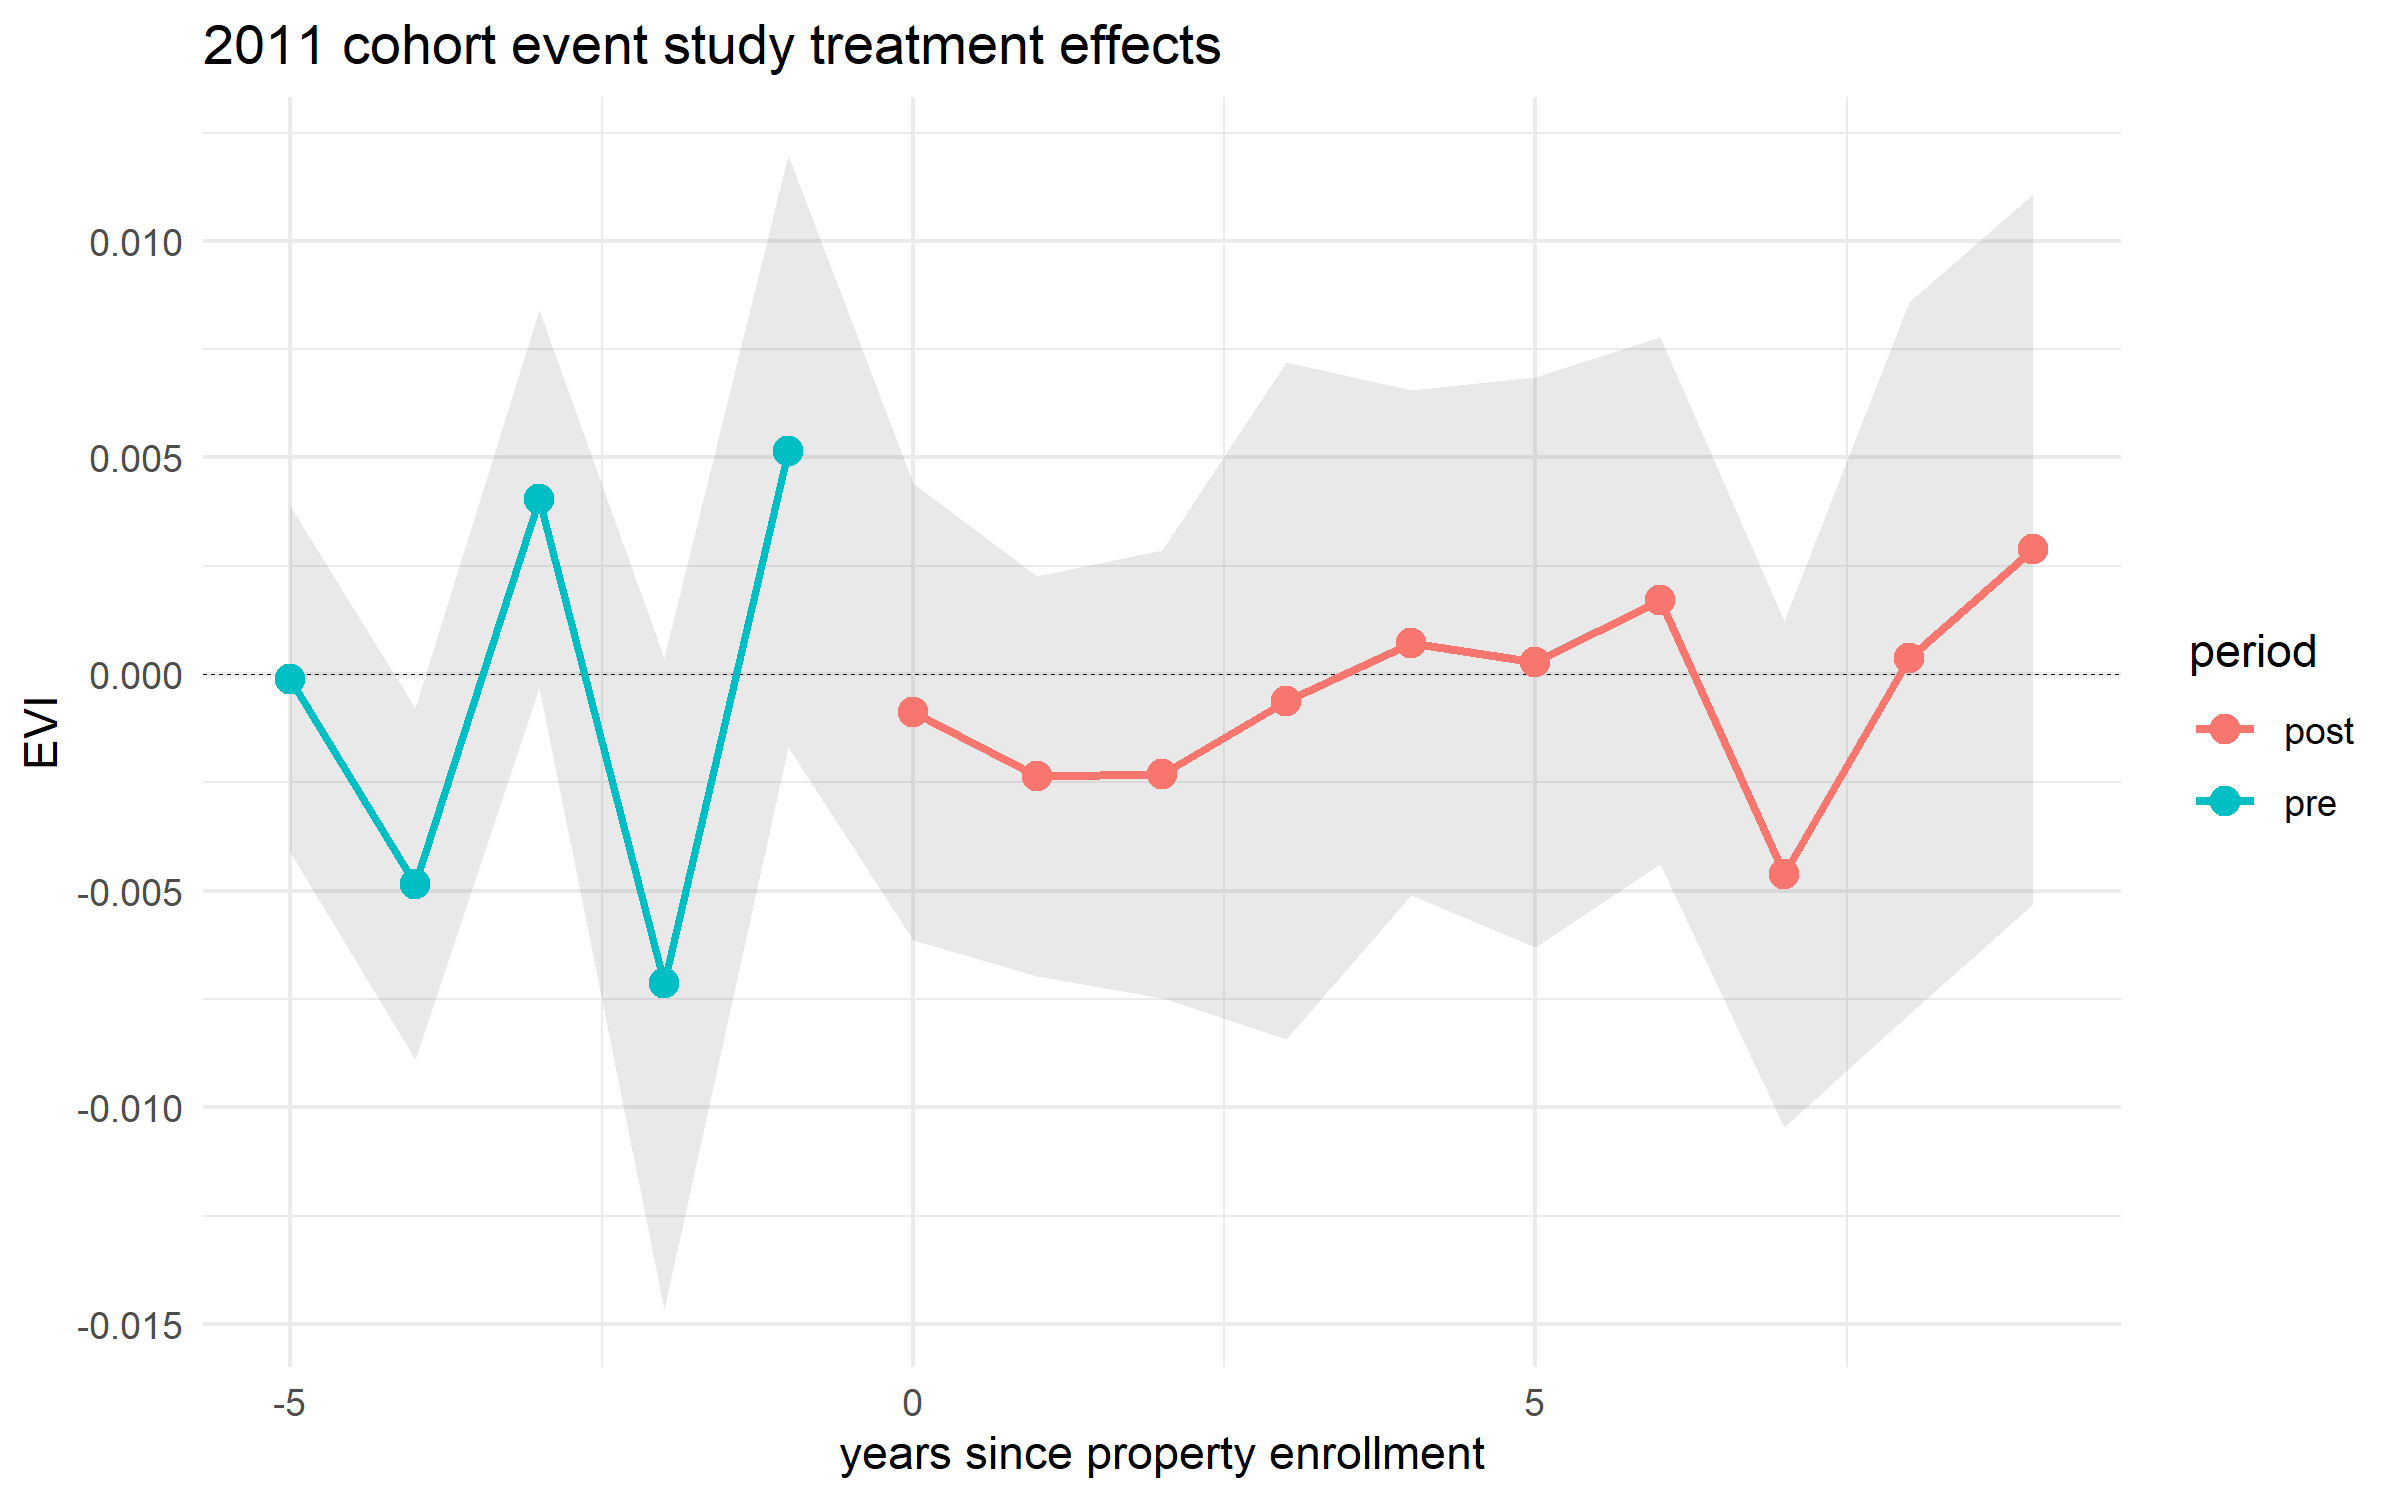 2011 cohort event study treatment effects
EVI
0.010
0.005
0.000
-0.005
-0.010
-0.015
-5
0
5
years since property enrollment
period
post
pre